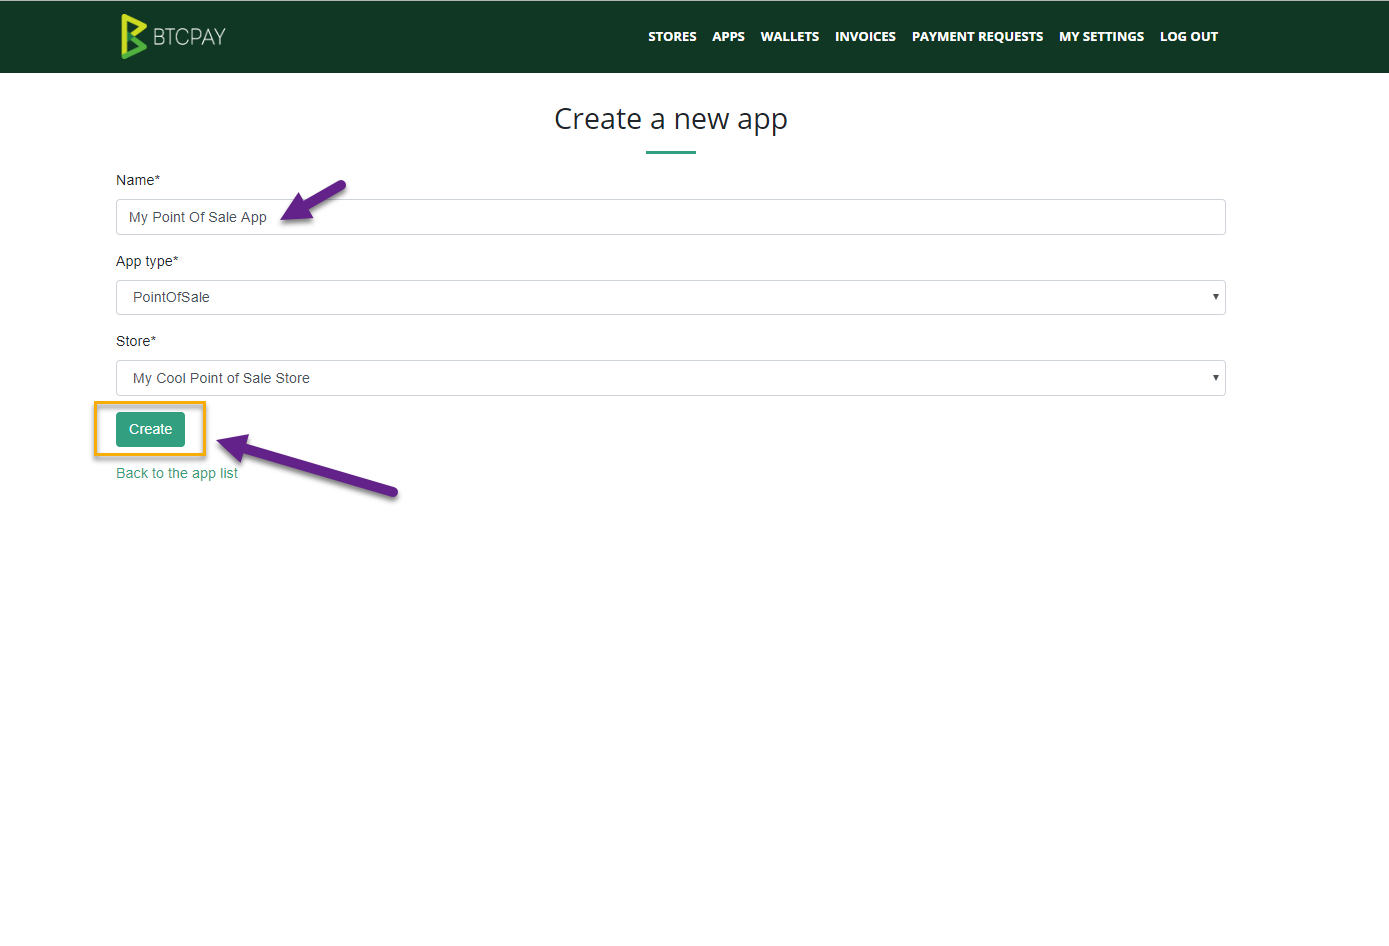 BTCPAY
STORES APPS WALLETS INVOICES PAYMENT REQUESTS MY SETTINGS LOG OUT
Create a new app
Name*
My Point Of Sale App
App type*
PointOfSale
Store*
My Cool Point of Sale Store
Create
Back to the app list